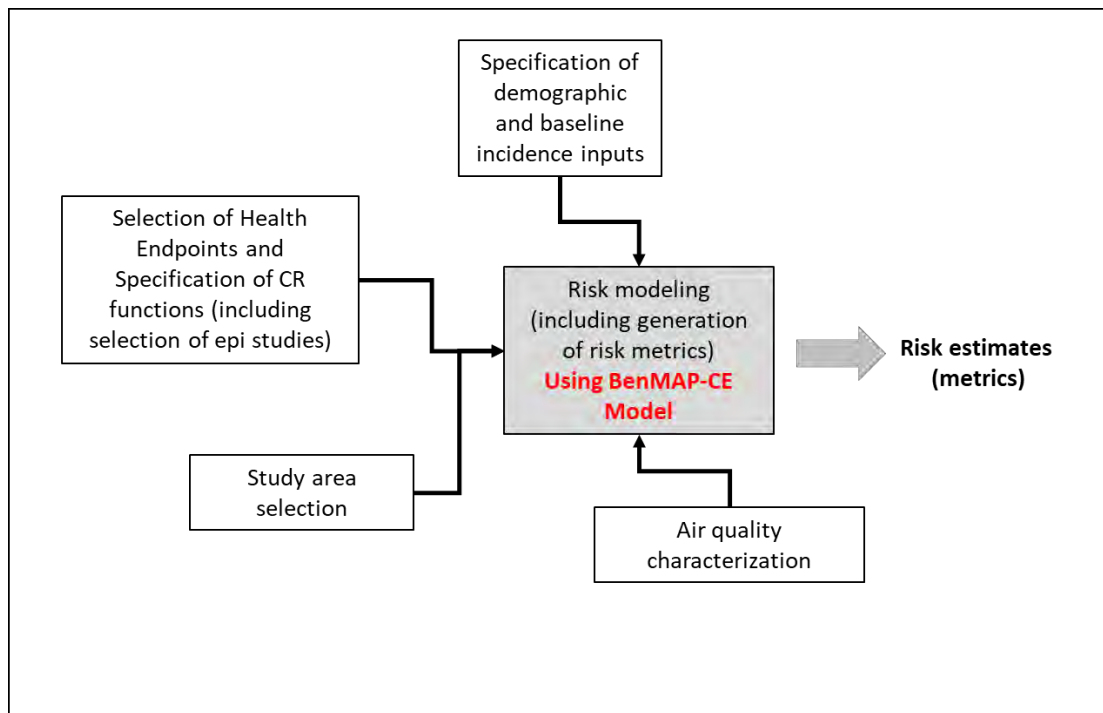 Specification of
demographic
and baseline
incidence inputs
Selection of Health
Endpoints and
Specification of CR
functions (including
selection of epi studies)
Risk modeling
(including generation
of risk metrics)
Using BenMAP-CE
Model
Risk estimates
(metrics)
Study area
selection
Air quality
characterization